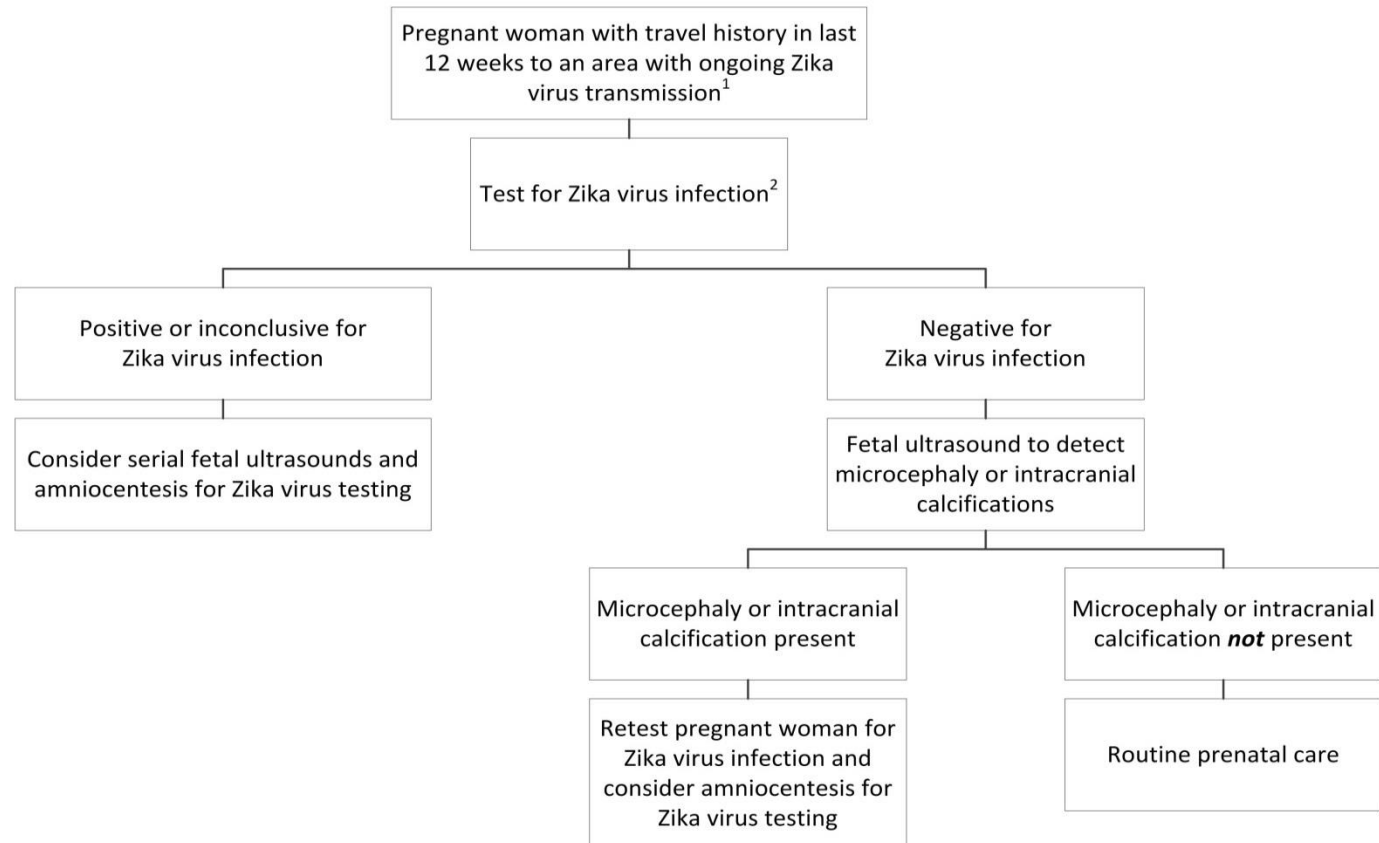 Pregnant woman with travel history in last
12 weeks to an area with ongoing Zika
virus transmission1
Test for Zika virus infection2
Positive or inconclusive for
Zika virus infection
Negative for
Zika virus infection
Consider serial fetal ultrasounds and
amniocentesis for Zika virus testing
Fetal ultrasound to detect
microcephaly or intracranial
calcifications
Microcephaly or intracranial
calcification present
Microcephaly or intracranial
calcification not present
Retest pregnant woman for
Zika virus infection and
consider amniocentesis for
Zika virus testing
Routine prenatal care